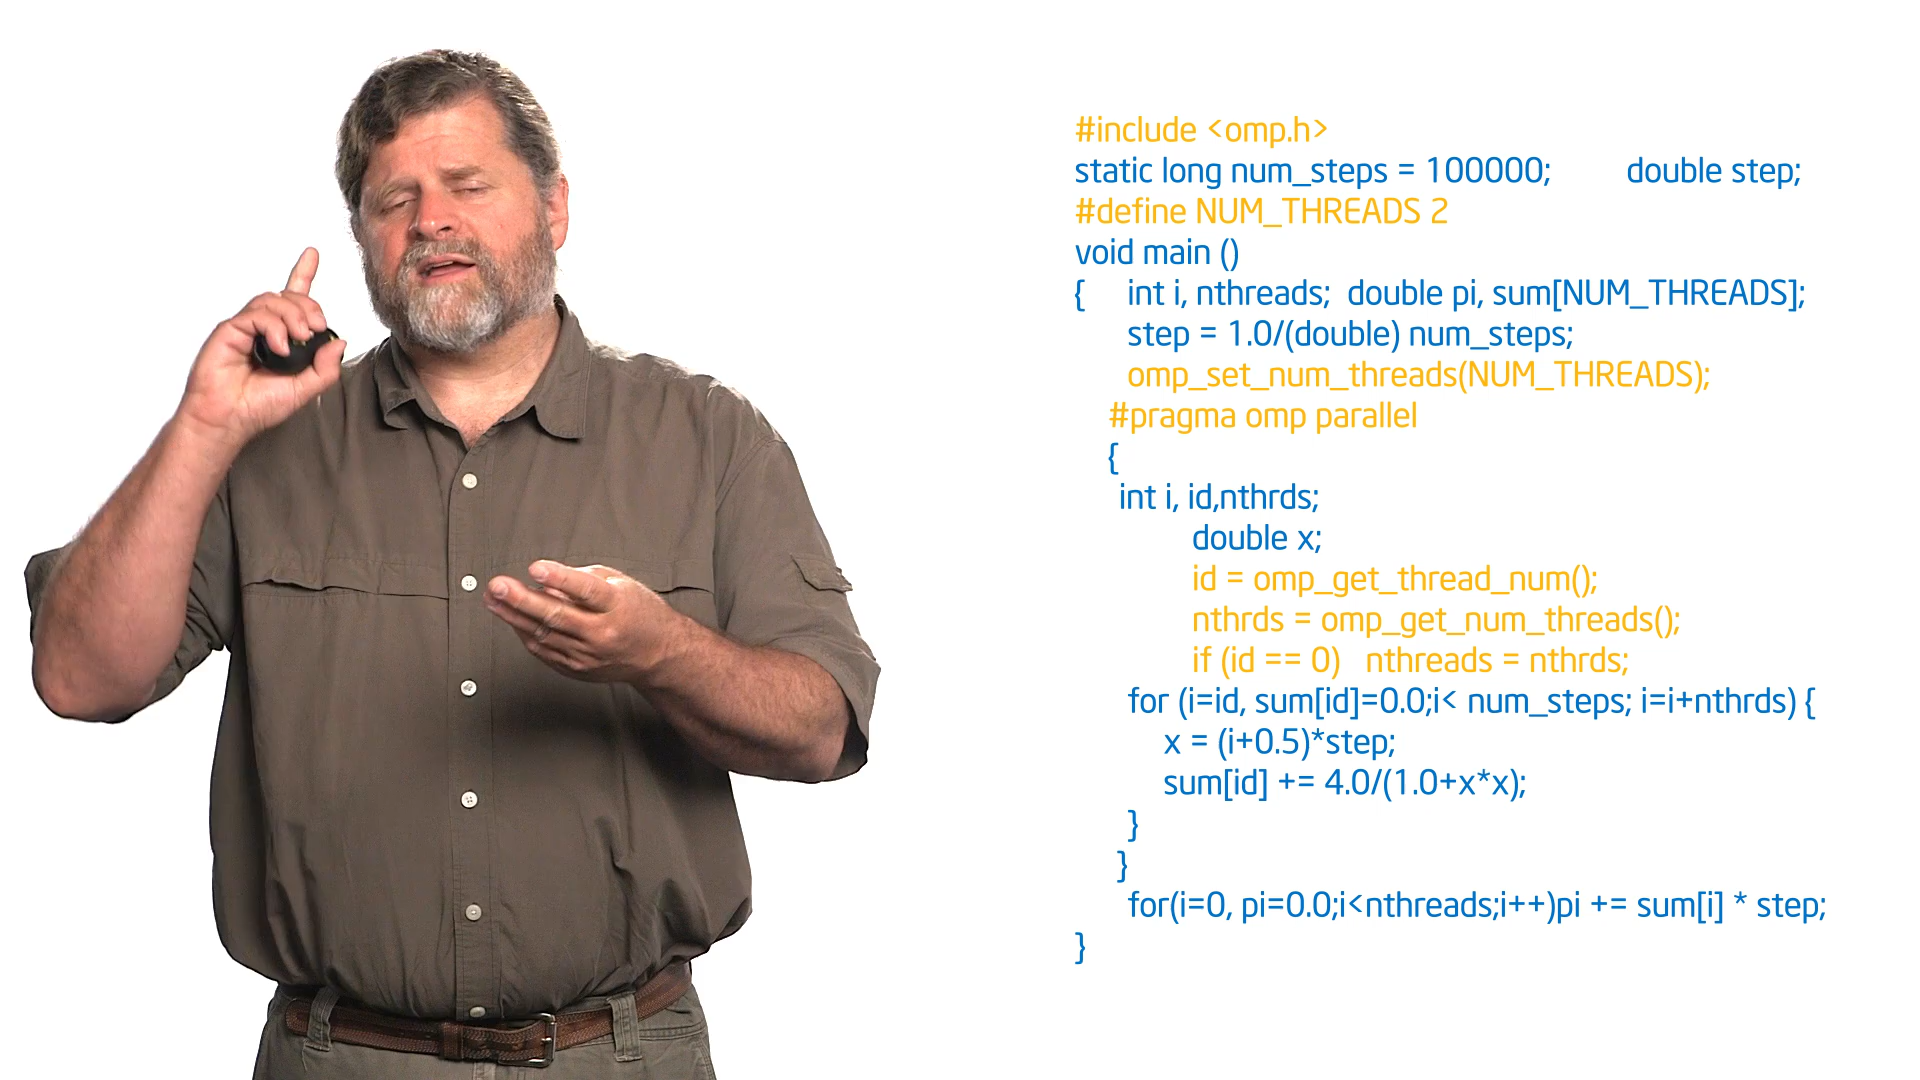 #include <omp.h>
static long num_steps = 100000; double step;
#define NUM_THREADS 2
void main ()
{ int i, nthreads; double pi, sum[NUM_THREADS];
step = 1.0/(double) num_steps;
omp_set_num_threads(NUM_THREADS);
#pragma omp parallel
{
int i, id,nthrds;
double x;
id = omp_get_thread_num();
nthrds = omp_get_num_threads();
if (id == 0) nthreads = nthrds;
for (i=id, sum[id]=0.0;i< num_steps; i=i+nthrds) {
x = (i+0.5)*step;
sum[id] += 4.0/(1.0+x*x);
}
}
for(i=0, pi=0.0;i<nthreads;i++)pi += sum[i] * step;
}